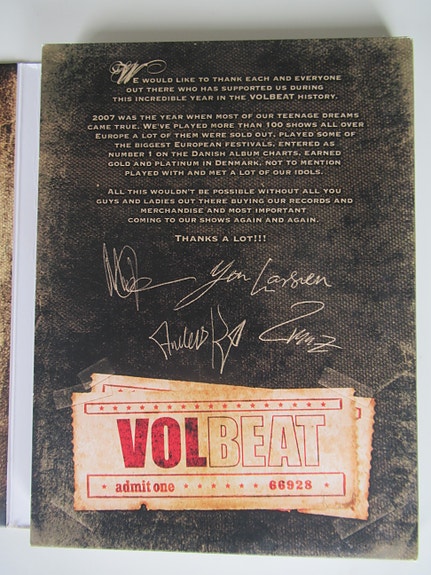 We would like to thank each and everyone
out there who has supported us during
this incredible year in the VOLBEAT history.
2007 was the year when most of our teenage dreams
came true. We've played more than 100 shows all over
Europe a lot of them were sold out, played some of
the biggest European festivals, entered as
number 1 on the Danish album charts, earned
gold and platinum in Denmark, not to mention
played with and met a lot of our idols.
All this wouldn't be possible without all you
guys and ladies out there buying our records and
merchandise and most important
coming to our shows again and again.
Thanks a lot!!!
Anders
VOLBEAT
admit one 66928